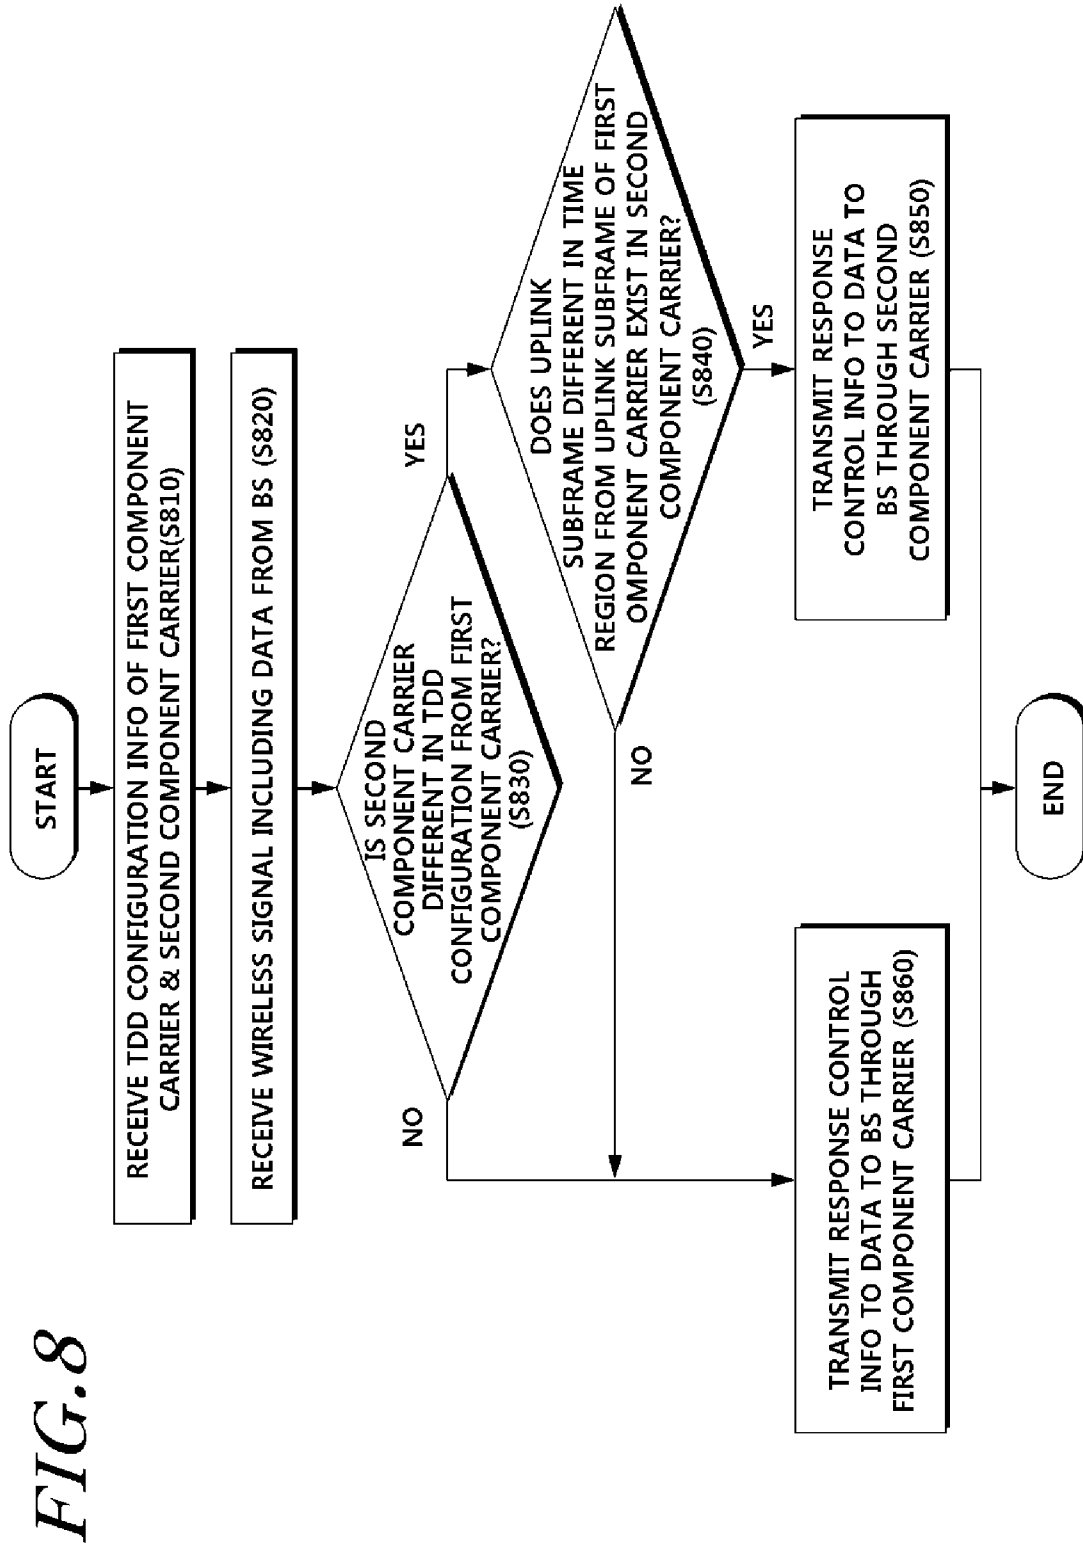 FIG.8
START
RECEIVE TDD CONFIGURATION INFO OF FIRST COMPONENT
CARRIER & SECOND COMPONENT CARRIER(S810)
RECEIVE WIRELESS SIGNAL INCLUDING DATA FROM BS (S820)
IS SECOND
COMPONENT CARRIER
DIFFERENT IN TDD
CONFIGURATION FROM FIRST
COMPONENT CARRIER?
(S830)
NO
YES
DOES UPLINK
SUBFRAME DIFFERENT IN TIME
REGION FROM UPLINK SUBFRAME OF FIRST
OMPONENT CARRIER EXIST IN SECOND
COMPONENT CARRIER?
(S840)
NO
YES
TRANSMIT RESPONSE CONTROL
INFO TO DATA TO BS THROUGH
FIRST COMPONENT CARRIER (S860)
TRANSMIT RESPONSE
CONTROL INFO TO DATA TO
BS THROUGH SECOND
COMPONENT CARRIER (S850)
END